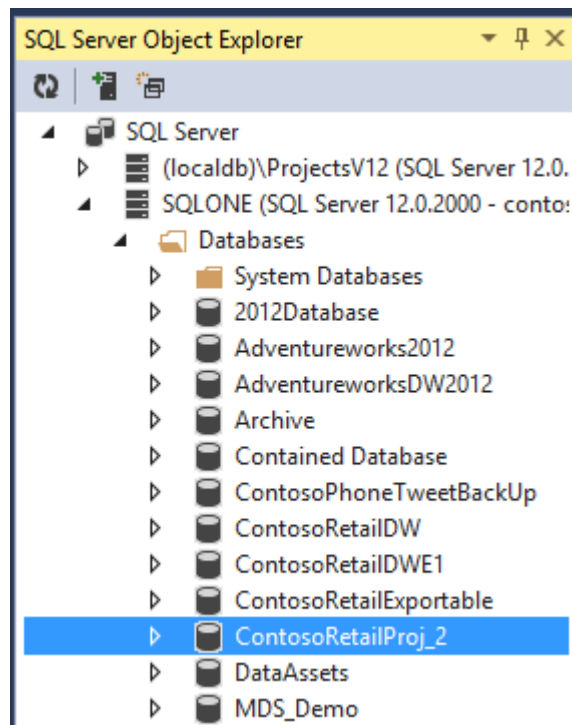 SQL Server Object Explorer
SQL Server
(localdb)\ProjectsV12 (SQL Server 12.0.
SQLONE (SQL Server 12.0.2000 - conto:
Databases
System Databases
2012Database
Adventureworks2012
AdventureworksDW2012
Archive
Contained Database
ContosoPhoneTweetBackUp
ContosoRetailDW
ContosoRetailDWE1
ContosoRetailExportable
ContosoRetailProj_2
DataAssets
MDS_Demo